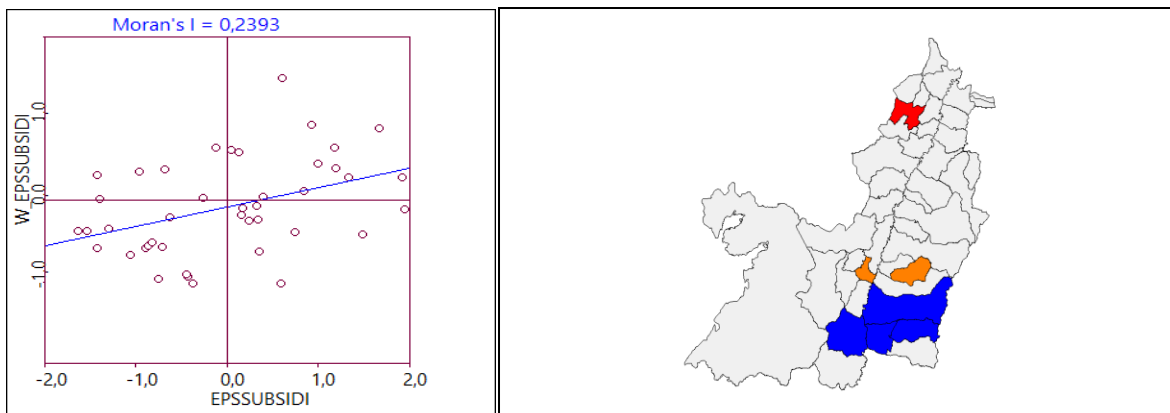 Moran's I = 0,2393
W_EPSSUBSIDI
1,0
0,0
-1,0
-2,0 -1,0 0,0 1,0 2,0
EPSSUBSIDI